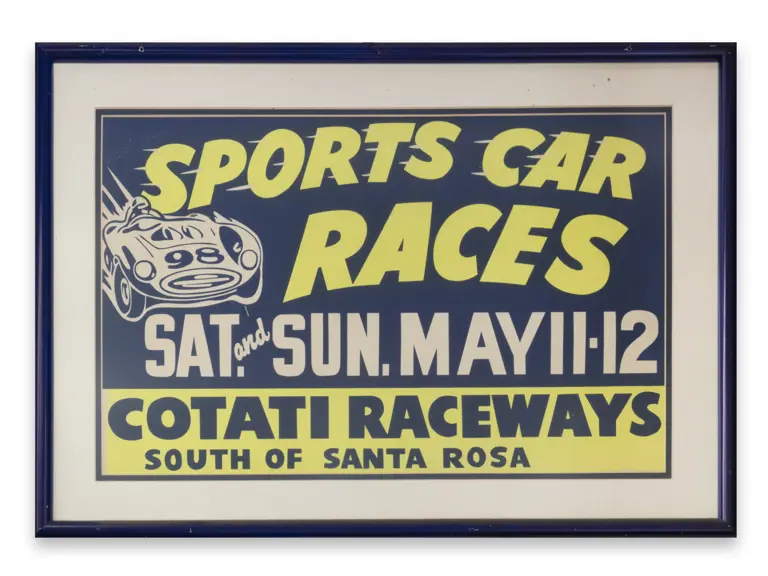 SPORTS CAR
RACES
98
SAT. and SUN. MAY 11-12
COTATI RACEWAYS
SOUTH OF SANTA ROSA